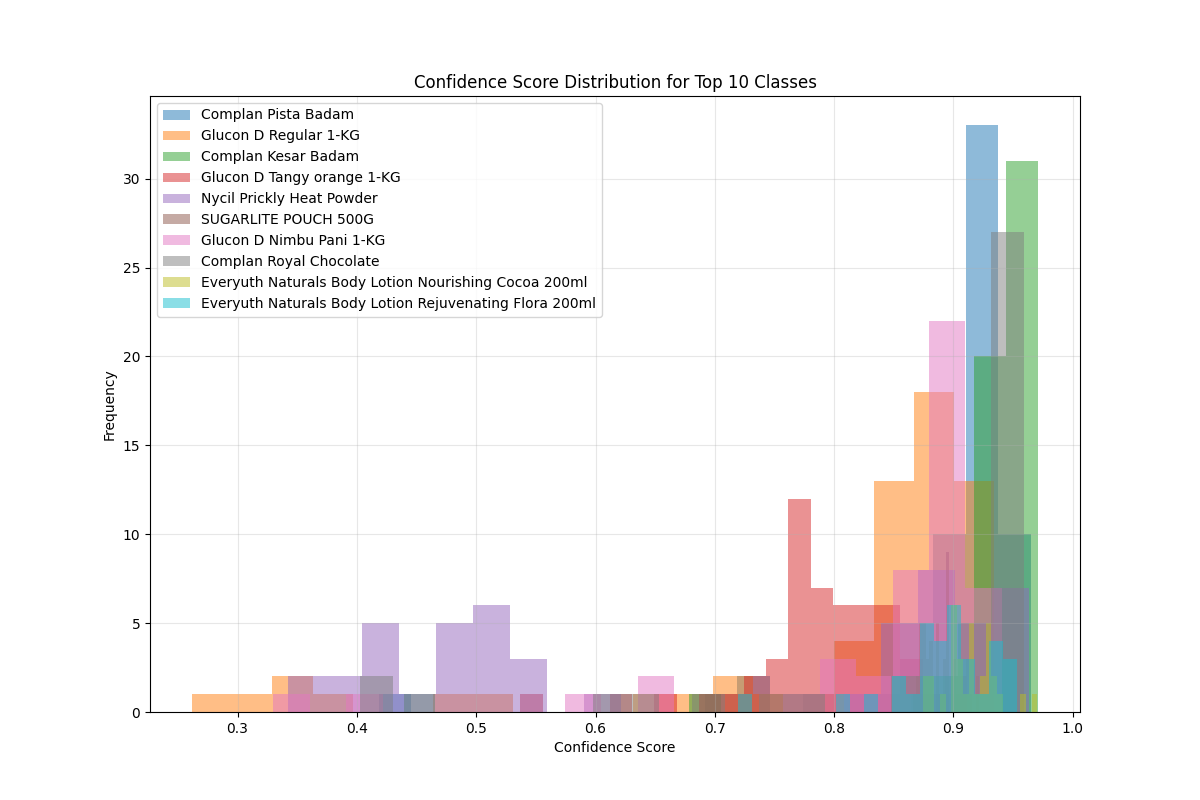 Confidence Score Distribution for Top 10 Classes
Complan Pista Badam
Glucon D Regular 1-KG
Complan Kesar Badam
Glucon D Tangy orange 1-KG
Nycil Prickly Heat Powder
SUGARLITE POUCH 500G
Glucon D Nimbu Pani 1-KG
Complan Royal Chocolate
Everyuth Naturals Body Lotion Nourishing Cocoa 200ml
Everyuth Naturals Body Lotion Rejuvenating Flora 200ml
Frequency
30
25
20
15
10
5
0
0.3 0.4 0.5 0.6 0.7 0.8 0.9 1.0
Confidence Score